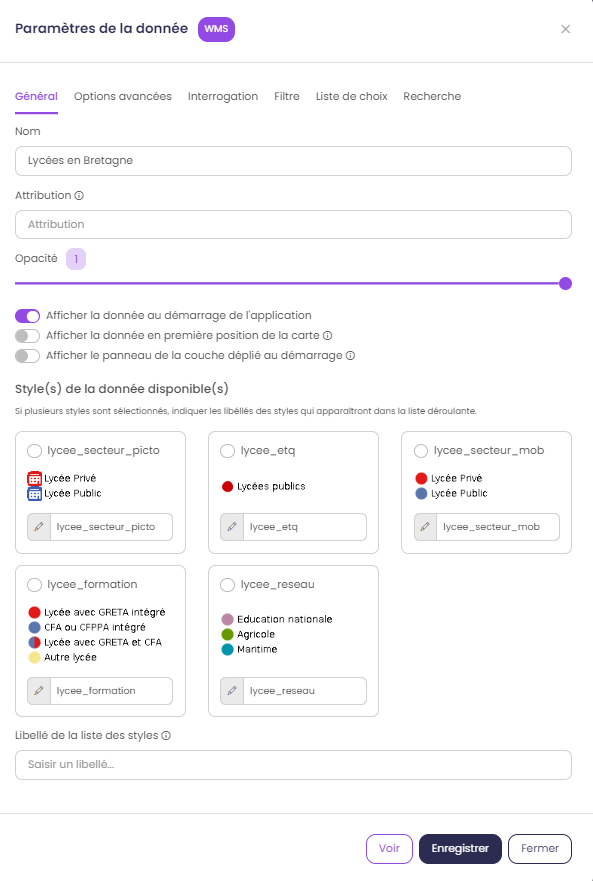 Paramètres de la donnée WMS
Général Options avancées Interrogation Filtre Liste de choix Recherche
Nom
Lycées en Bretagne
Attribution
Attribution
Opacité 1
Afficher la donnée au démarrage de l'application
Afficher la donnée en première position de la carte
Afficher le panneau de la couche déplié au démarrage
Style(s) de la donnée disponible(s)
Si plusieurs styles sont sélectionnés, indiquer les libéllés des styles qui apparaîtront dans la liste déroulante.
lycee_secteur_picto
Lycée Privé
Lycée Public
lycee_secteur_picto
lycee_etq
Lycées publics
lycee_etq
lycee_secteur_mob
Lycée Privé
Lycée Public
lycee_secteur_mob
lycee_formation
Lycée avec GRETA intégré
CFA ou CFPPA intégré
Lycée avec GRETA et CFA
Autre lycée
lycee_formation
lycee_reseau
Education nationale
Agricole
Maritime
lycee_reseau
Libellé de la liste des styles
Saisir un libellé...
Voir Enregistrer Fermer